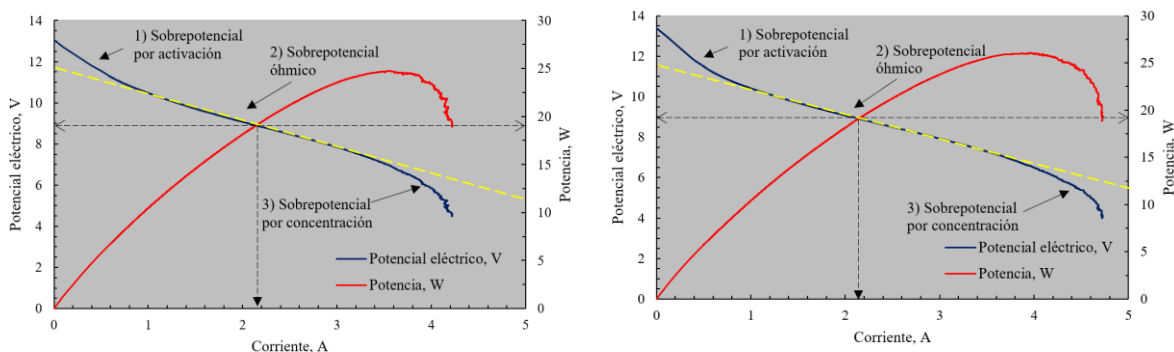 14
12
10
8
6
4
2
0
Potencial eléctrico, V
30
25
20
15
10
5
0
Potencia, W
1) Sobrepotencial
por activación
2) Sobrepotencial
óhmico
3) Sobrepotencial
por concentración
Potencial eléctrico, V
Potencia, W
0 1 2 3 4 5
Corriente, A
14
12
10
8
6
4
2
0
Potencial eléctrico, V
30
25
20
15
10
5
0
Potencia, W
1) Sobrepotencial
por activación
2) Sobrepotencial
óhmico
3) Sobrepotencial
por concentración
Potencial eléctrico, V
Potencia, W
0 1 2 3 4 5
Corriente, A